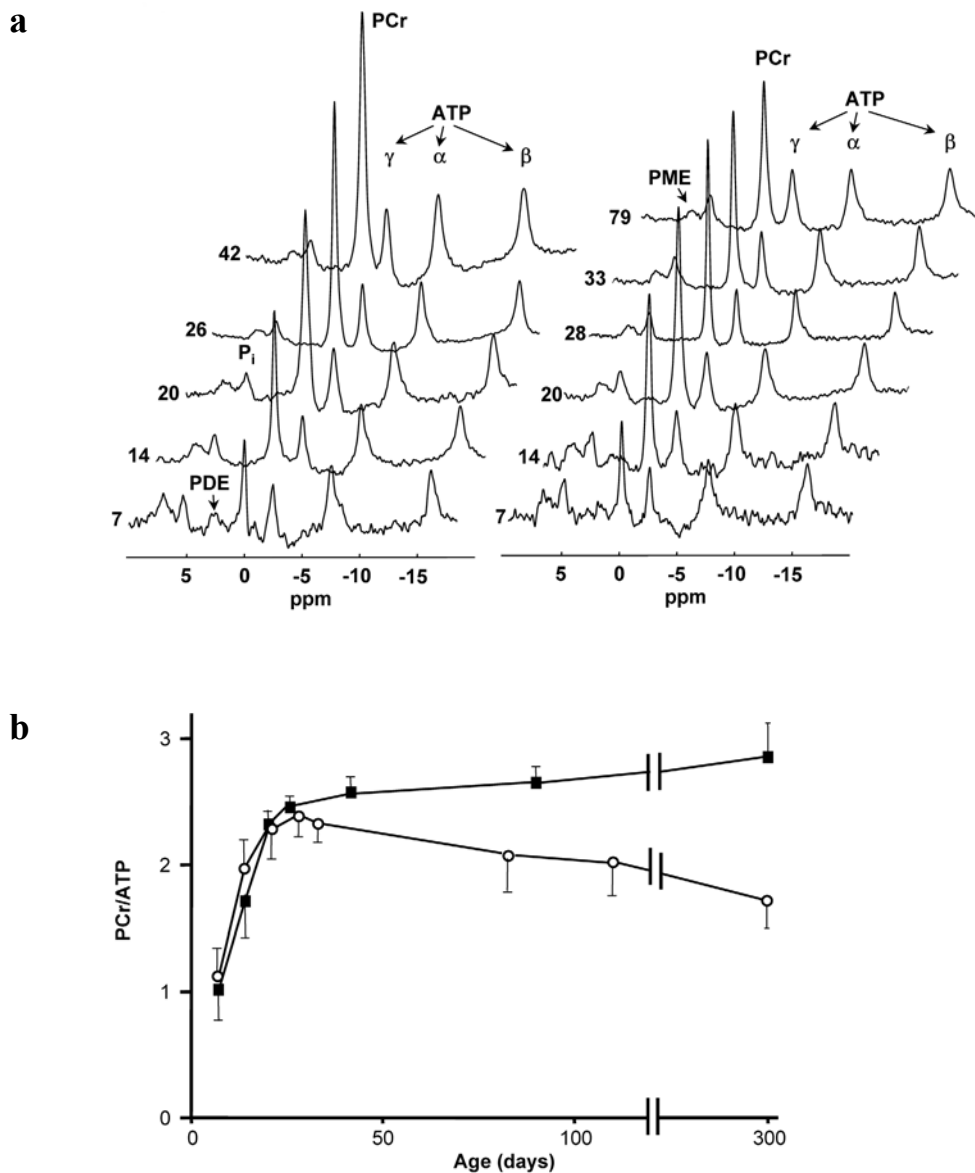 a
PCr
ATP
γ α β
42
26
Pi
20
14
PDE
7
5 0 -5 -10 -15
ppm
PCr
ATP
γ α β
PME
79
33
28
20
14
7
5 0 -5 -10 -15
ppm
b
3
2
1
0
PCr/ATP
0 50 100 300
Age (days)